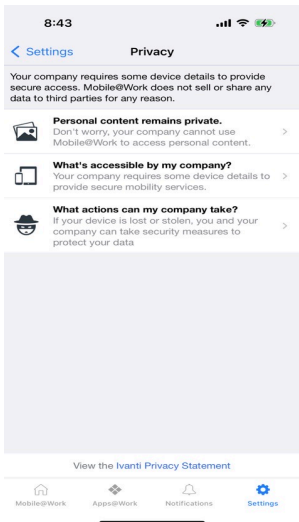 8:43
Settings
Privacy
Your company requires some device details to provide
secure access. Mobile@Work does not sell or share any
data to third parties for any reason.
Personal content remains private.
Don't worry, your company cannot use
Mobile@Work to access personal content.
What's accessible by my company?
Your company requires some device details to
provide secure mobility services.
What actions can my company take?
If your device is lost or stolen, you and your
company can take security measures to
protect your data
View the Ivanti Privacy Statement
Mobile@Work
Apps@Work
Notifications
Settings